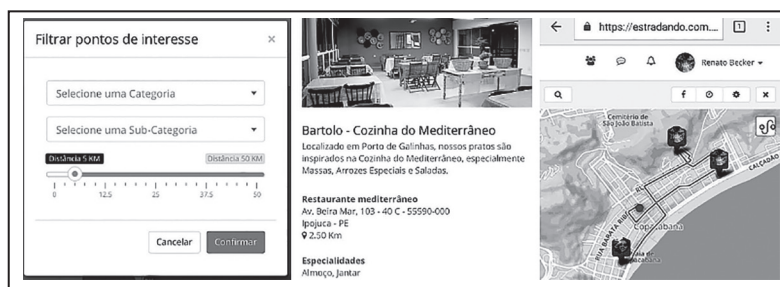 Filtrar pontos de interesse ×
Selecione uma Categoria
Selecione uma Sub-Categoria
Distância 5 KM Distância 50 KM
0 12.5 25 37.5 50
Cancelar Confirmar
Bartolo - Cozinha do Mediterrâneo
Localizado em Porto de Galinhas, nossos pratos são
inspirados na Cozinha do Mediterrâneo, especialmente
Massas, Arrozes Especiais e Saladas.
Restaurante mediterrâneo
Av. Beira Mar, 103 - 40 C - 55590-000
Ipojuca - PE
2.50 Km
Especialidades
Almoço, Jantar
https://estradando.com.... 1
Renato Becker
Cemitério de
São João Batista
CALÇADÃO
RUA BARATA RIBE
Copacabana